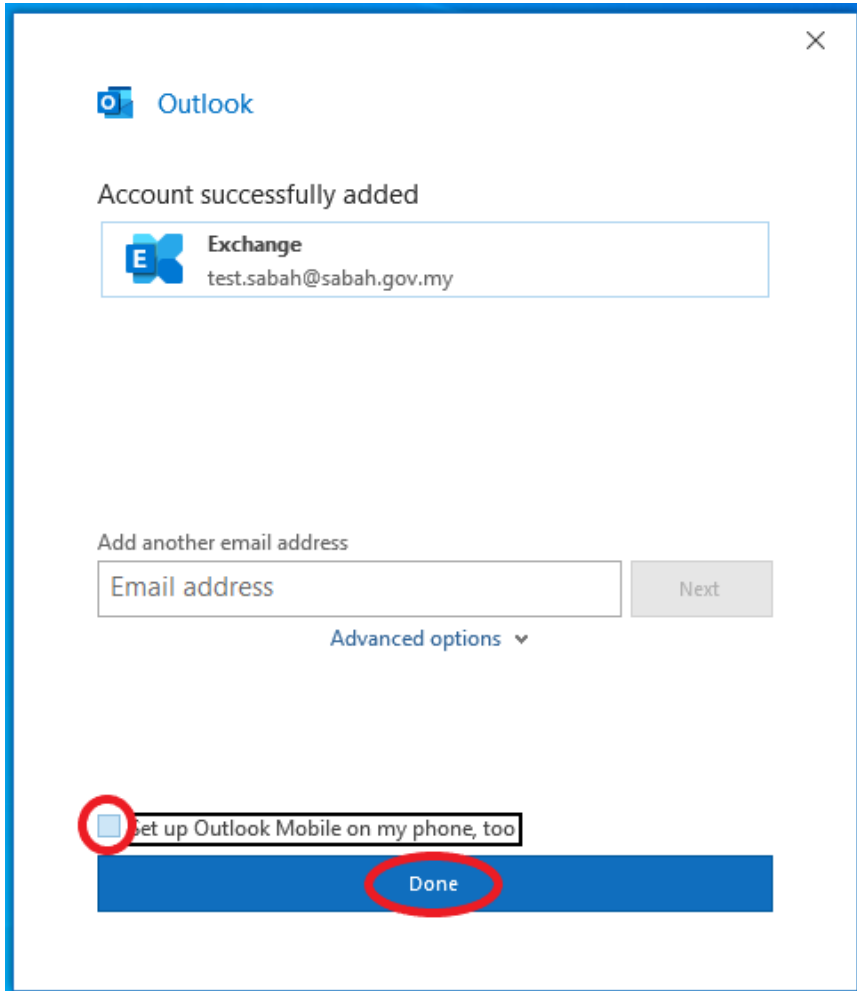 Outlook
Account successfully added
Exchange
test.sabah@sabah.gov.my
Add another email address
Email address
Next
Advanced options
Set up Outlook Mobile on my phone, too
Done